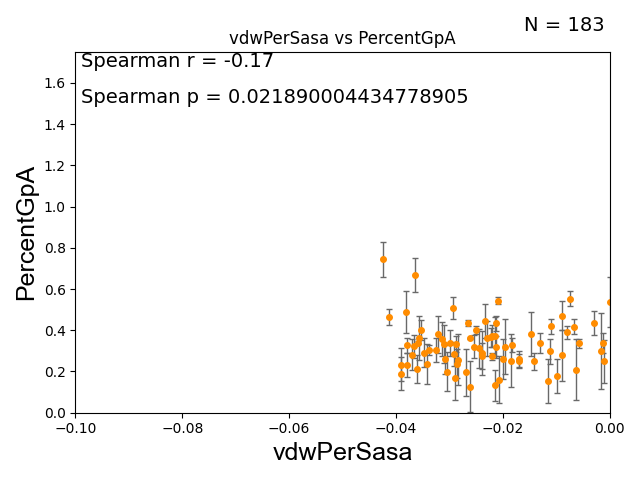 N = 183
vdwPerSasa vs PercentGpA
Spearman r = -0.17
Spearman p = 0.021890004434778905
PercentGpA
1.6
1.4
1.2
1.0
0.8
0.6
0.4
0.2
0.0
−0.10
−0.08
−0.06
−0.04
−0.02
0.00
vdwPerSasa